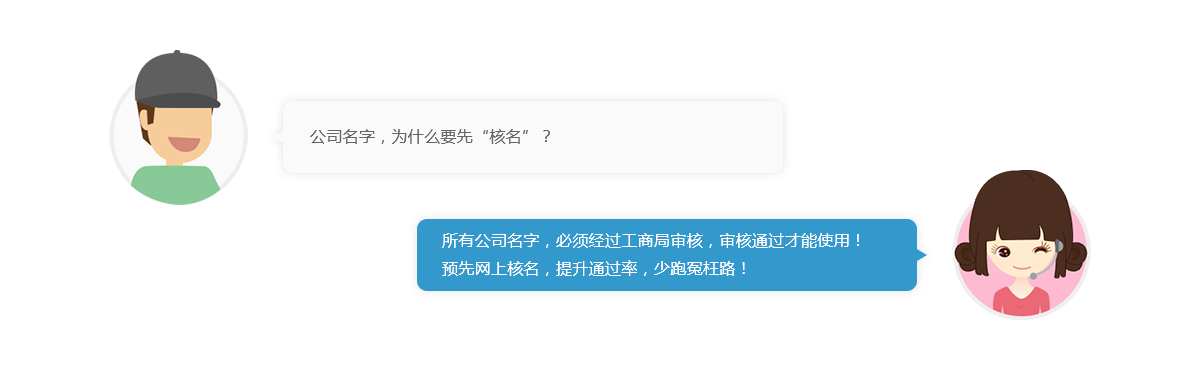 公司名字，为什么要先“核名”？
所有公司名字，必须经过工商局审核，审核通过才能使用！
预先网上核名，提升通过率，少跑冤枉路！